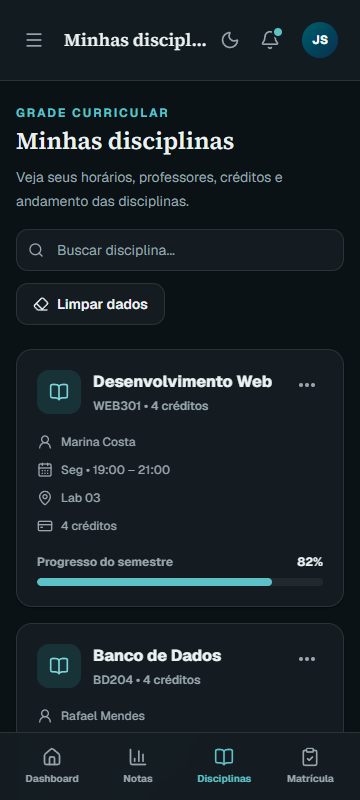 Minhas discipl...
JS
GRADE CURRICULAR
Minhas disciplinas
Veja seus horários, professores, créditos e
andamento das disciplinas.
Buscar disciplina...
Limpar dados
Desenvolvimento Web
WEB301 • 4 créditos
Marina Costa
Seg • 19:00 – 21:00
Lab 03
4 créditos
Progresso do semestre 82%
Banco de Dados
BD204 • 4 créditos
Rafael Mendes
Dashboard Notas Disciplinas Matrícula